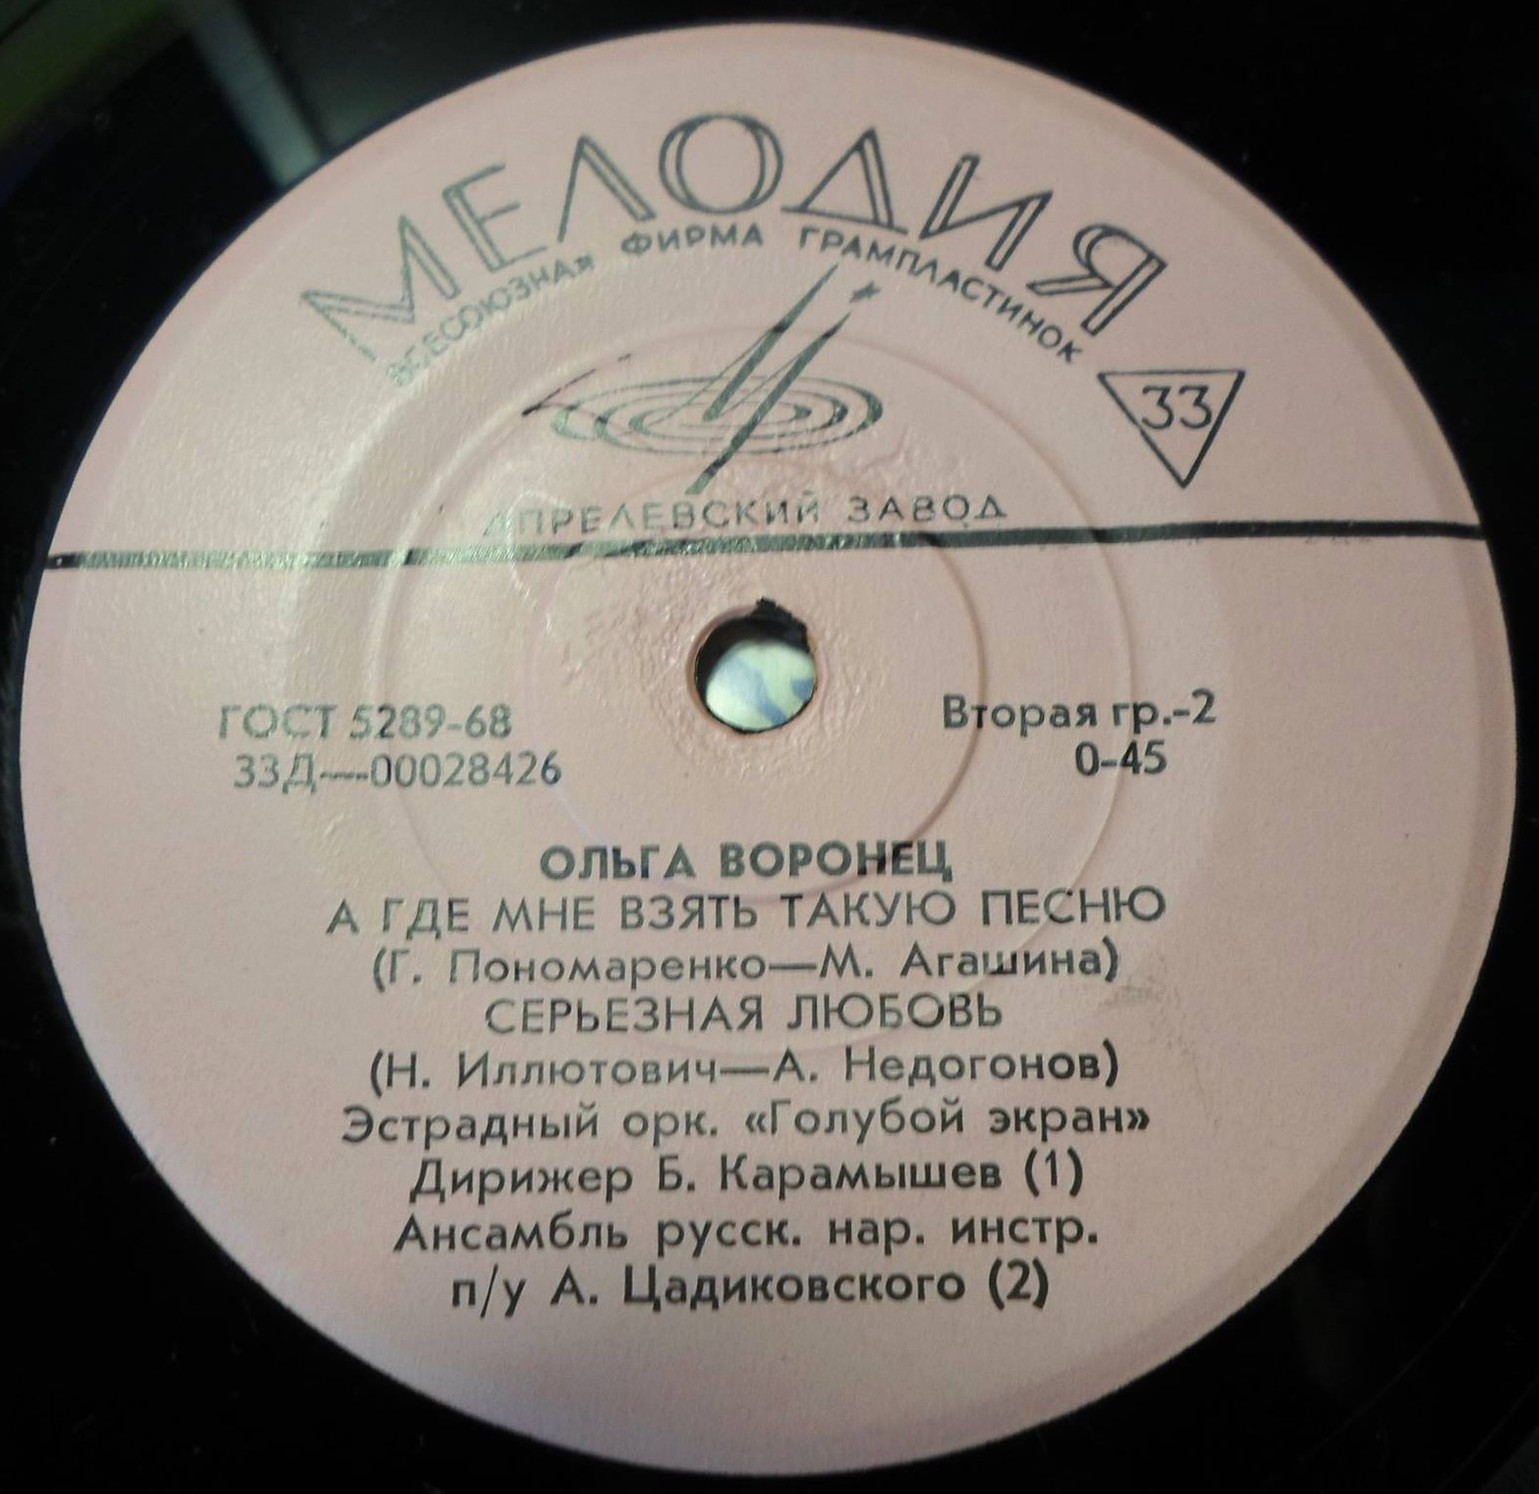 МЕЛОДИЯ
ВСЕСОЮЗНАЯ ФИРМА ГРАМПЛАСТИНОК
33
АПРЕЛЕВСКИЙ ЗАВОД
ГОСТ 5289-68
Вторая гр.-2
33Д—00028426
0-45
ОЛЬГА ВОРОНЕЦ
А ГДЕ МНЕ ВЗЯТЬ ТАКУЮ ПЕСНЮ
(Г. Пономаренко—М. Агашина)
СЕРЬЕЗНАЯ ЛЮБОВЬ
(Н. Иллютович—А. Недогонов)
Эстрадный орк. «Голубой экран»
Дирижер Б. Карамышев (1)
Ансамбль русск. нар. инстр.
п/у А. Цадиковского (2)